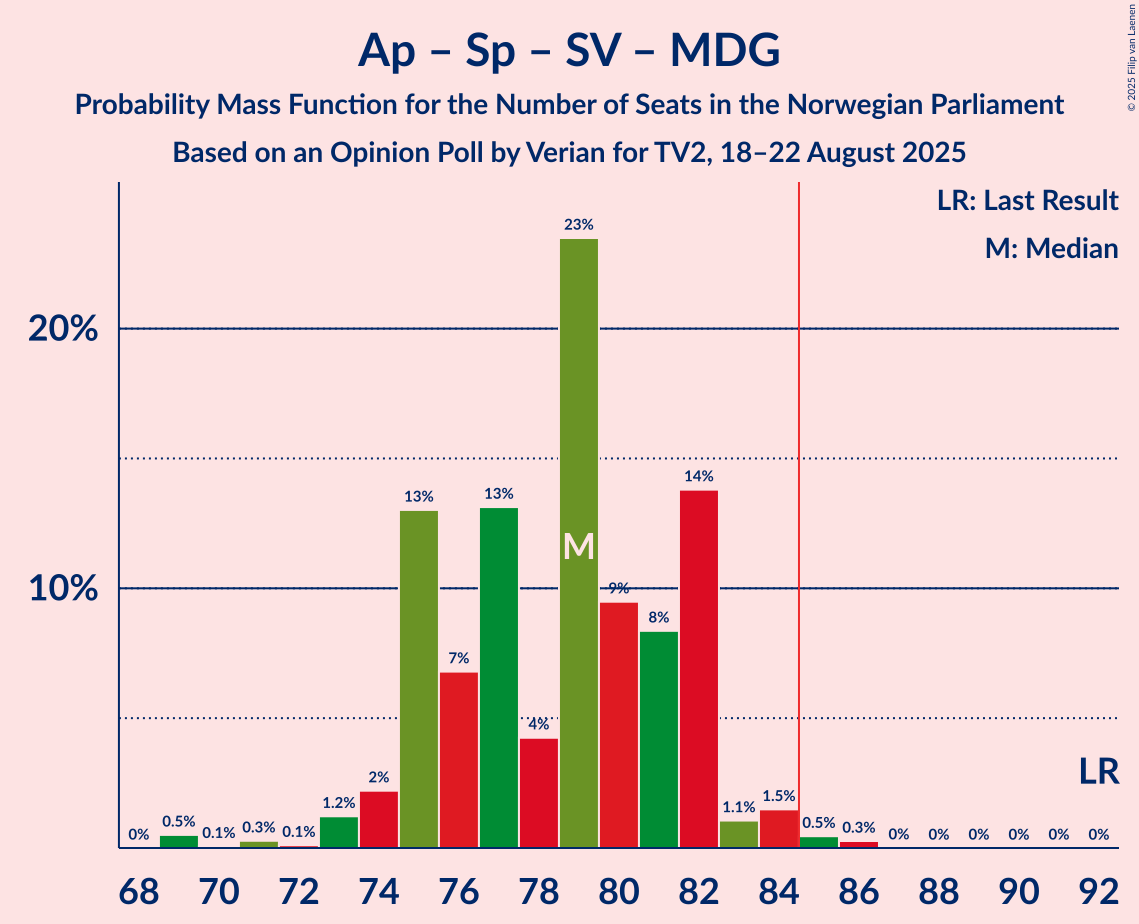 Ap – Sp – SV – MDG
Probability Mass Function for the Number of Seats in the Norwegian Parliament
Based on an Opinion Poll by Verian for TV2, 18–22 August 2025
© 2025 Filip van Laenen
LR: Last Result
M: Median
20%
10%
0% 0.5% 0.1% 0.3% 0.1% 1.2% 2% 13% 7% 13% 4% 23% 9% 8% 14% 1.1% 1.5% 0.5% 0.3% 0% 0% 0% 0% 0% 0%
M
LR
68 70 72 74 76 78 80 82 84 86 88 90 92